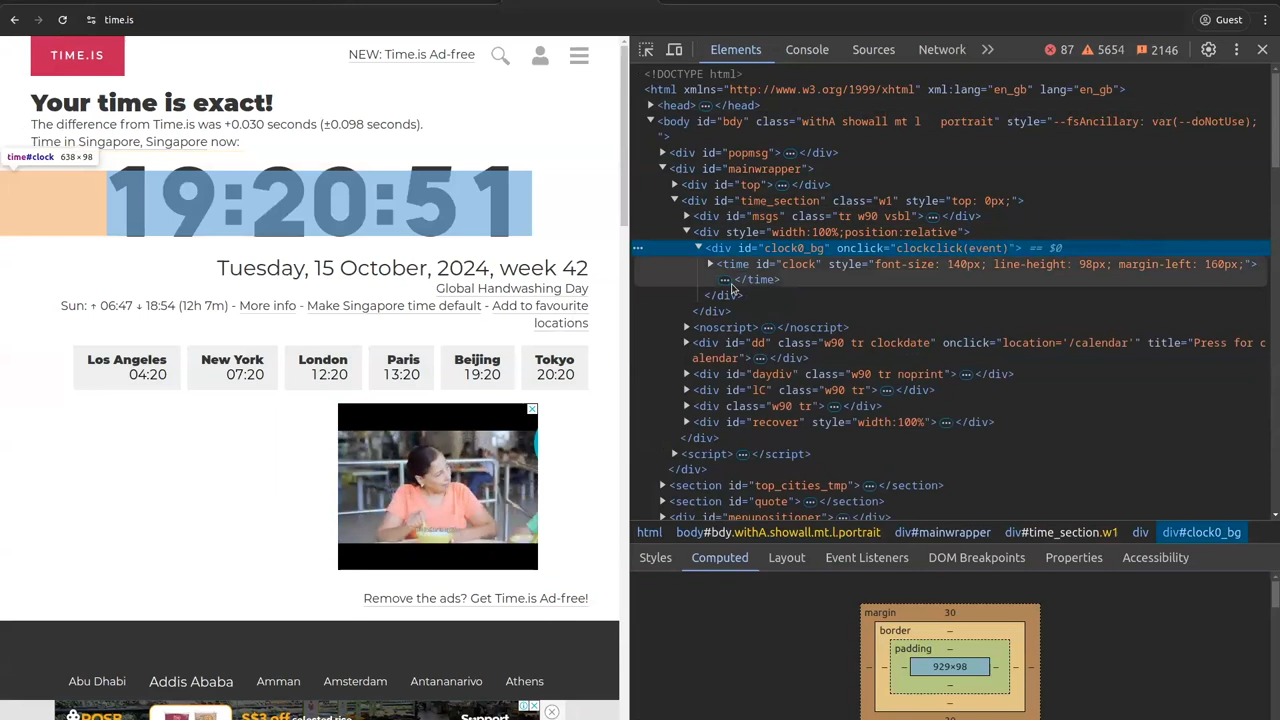 time.is
Guest
TIME.IS
NEW: Time.is Ad-free
Your time is exact!
The difference from Time.is was +0.030 seconds (±0.098 seconds).
Time in Singapore, Singapore now:
time#clock 638 × 98
19:20:51
Tuesday, 15 October, 2024, week 42
Global Handwashing Day
Sun: ↑ 06:47 ↓ 18:54 (12h 7m) - More info - Make Singapore time default - Add to favourite
locations
Los Angeles New York London Paris Beijing Tokyo
04:20 07:20 12:20 13:20 19:20 20:20
Remove the ads? Get Time.is Ad-free!
Abu Dhabi Addis Ababa Amman Amsterdam Antananarivo Athens
Elements Console Sources Network 87 5654 2146
<!DOCTYPE html>
<html xmlns="http://www.w3.org/1999/xhtml" xml:lang="en_gb" lang="en_gb">
<head> ••• </head>
<body id="bdy" class="withA showall mt l portrait" style="--fsAncillary: var(--doNotUse);
">
<div id="popmsg"> ••• </div>
<div id="mainwrapper">
<div id="top"> ••• </div>
<div id="time_section" class="w1" style="top: 0px;">
<div id="msgs" class="tr w90 vsbl"> ••• </div>
<div style="width:100%;position:relative">
••• <div id="clock0_bg" onclick="clockclick(event)"> == $0
<time id="clock" style="font-size: 140px; line-height: 98px; margin-left: 160px;">
••• </time>
</div>
</div>
<noscript> ••• </noscript>
<div id="dd" class="w90 tr clockdate" onclick="location='/calendar'" title="Press for c
alendar"> ••• </div>
<div id="daydiv" class="w90 tr noprint"> ••• </div>
<div id="lC" class="w90 tr"> ••• </div>
<div class="w90 tr"> ••• </div>
<div id="recover" style="width:100%"> ••• </div>
</div>
<script> ••• </script>
</div>
<section id="top_cities_tmp"> ••• </section>
<section id="quote"> ••• </section>
<div id="menupositioner"> ••• </div>
html body#bdy.withA.showall.mt.l.portrait div#mainwrapper div#time_section.w1 div div#clock0_bg
Styles Computed Layout Event Listeners DOM Breakpoints Properties Accessibility
margin 30
border –
padding –
– – – 929×98 – – –
–
–